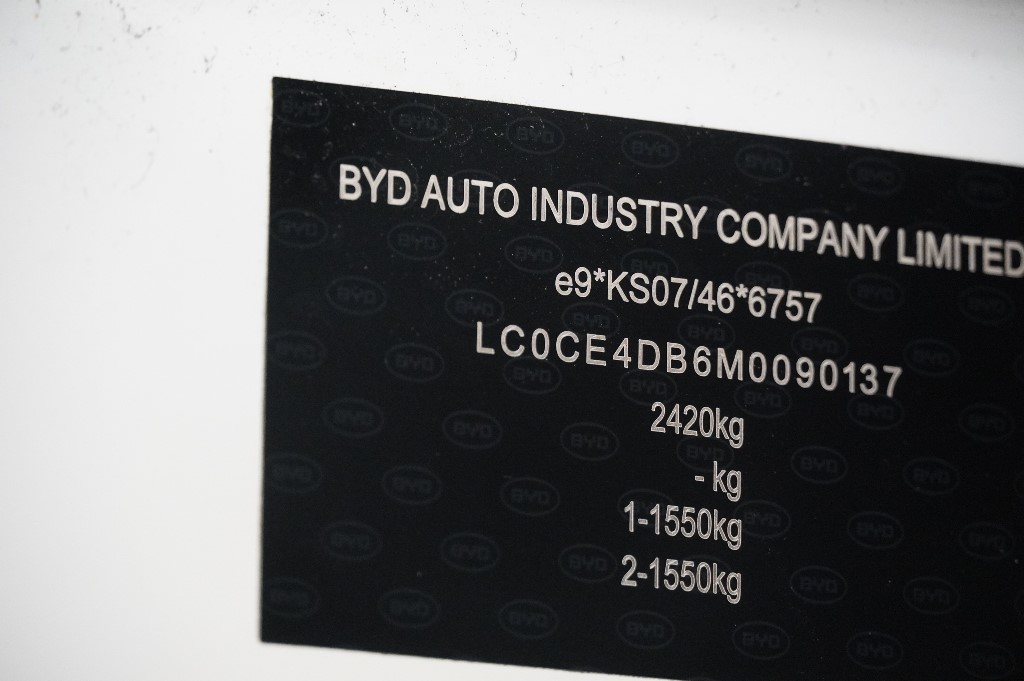 BYD AUTO INDUSTRY COMPANY LIMITED
e9*KS07/46*6757
LC0CE4DB6M0090137
2420kg
- kg
1-1550kg
2-1550kg